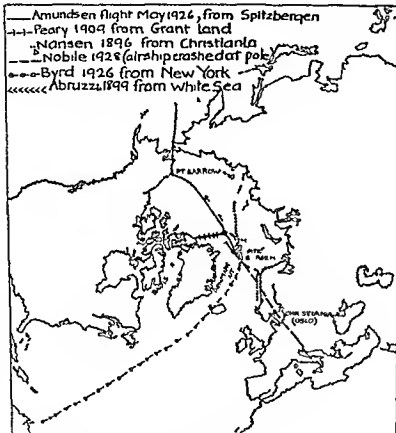 Amundsen flight May 1926, from Spitzbergen
Peary 1909 from Grant Land
Nansen 1896 from Christiania
Nobile 1928 (airship crashed at pole)
Byrd 1926 from New York
Abruzzi 1899 from White Sea
PT BARROW
CHRISTIANIA
(OSLO)